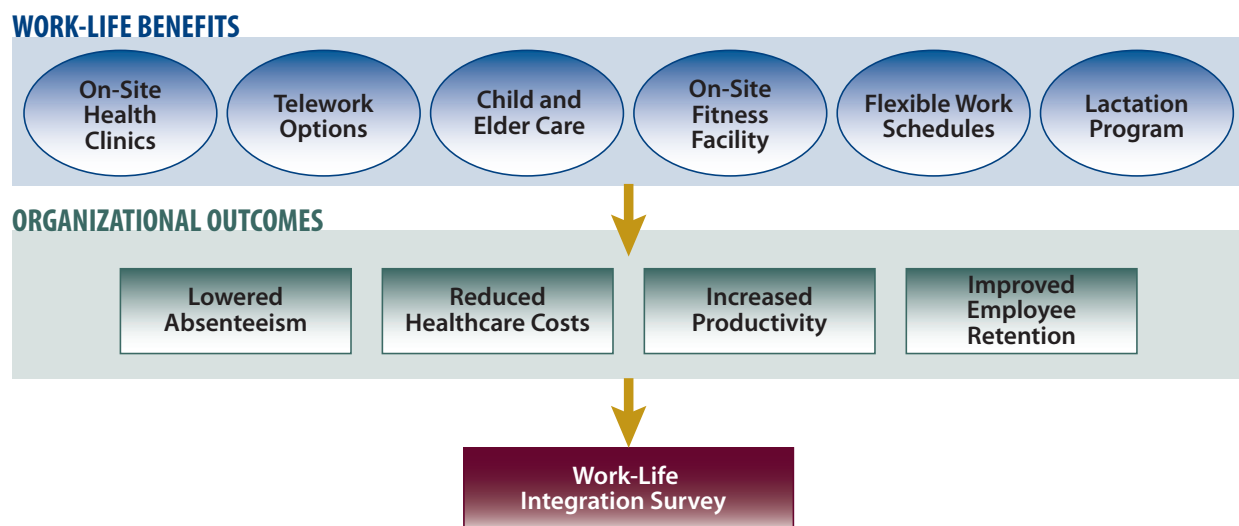 WORK-LIFE BENEFITS
On-Site
Health
Clinics
Telework
Options
Child and
Elder Care
On-Site
Fitness
Facility
Flexible Work
Schedules
Lactation
Program
ORGANIZATIONAL OUTCOMES
Lowered
Absenteeism
Reduced
Healthcare Costs
Increased
Productivity
Improved
Employee
Retention
Work-Life
Integration Survey